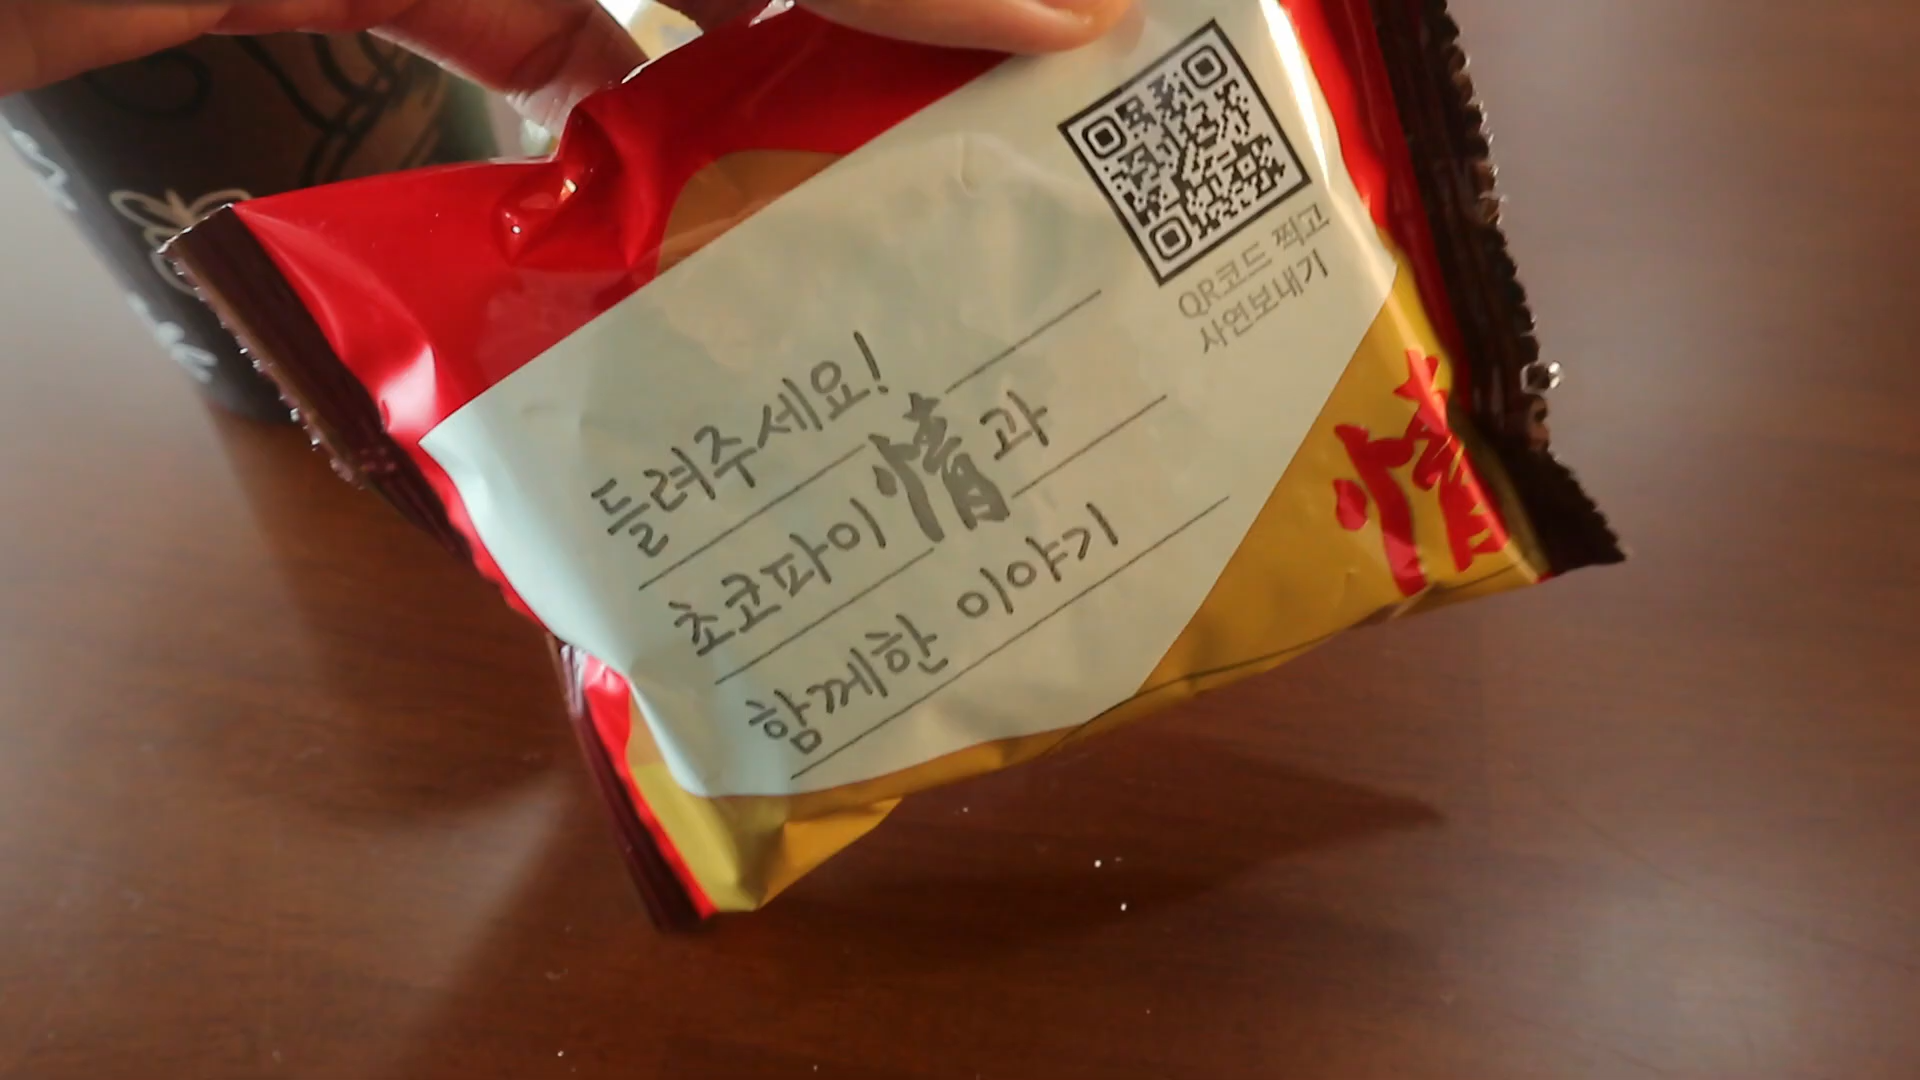 들려주세요!
초코파이 情과
함께한 이야기
QR코드 찍고
사연보내기
情